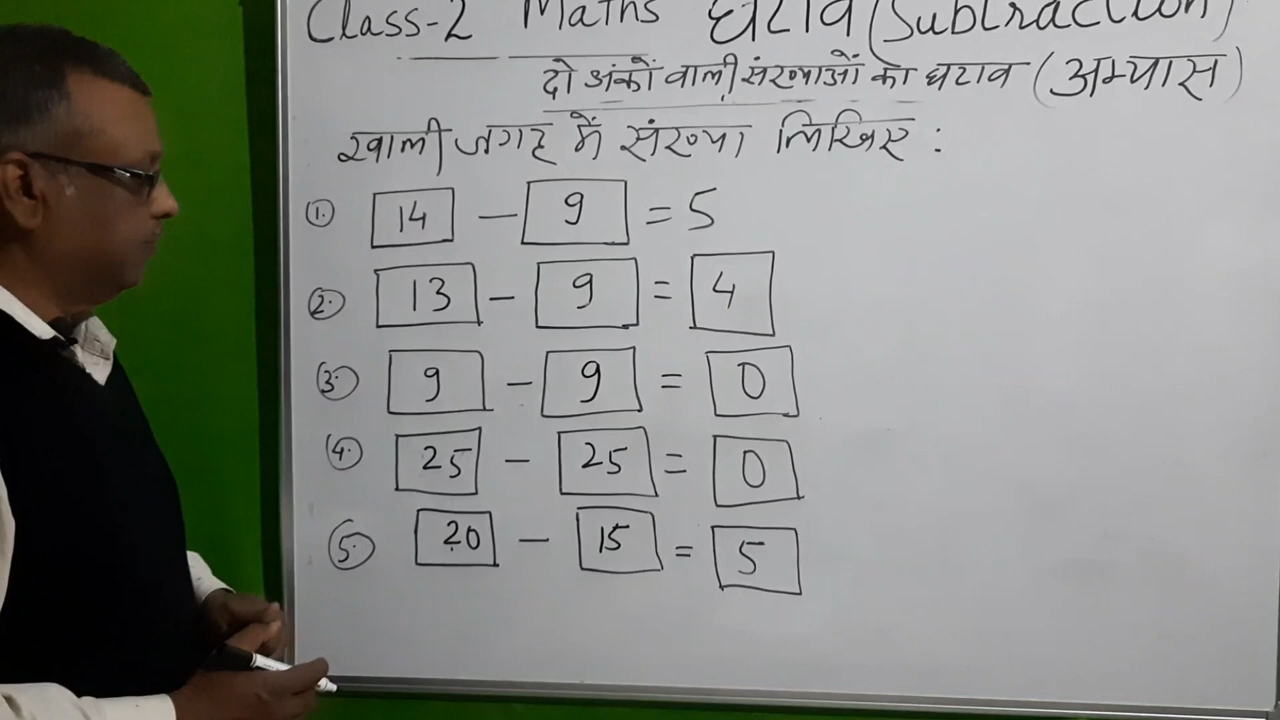 Class-2 Maths घटाव (Subtraction)
दो अंकों वाली संख्याओं का घटाव (अभ्यास)
खाली जगह में संख्या लिखिए :
1. 14 - 9 = 5
2. 13 - 9 = 4
3. 9 - 9 = 0
4. 25 - 25 = 0
5. 20 - 15 = 5